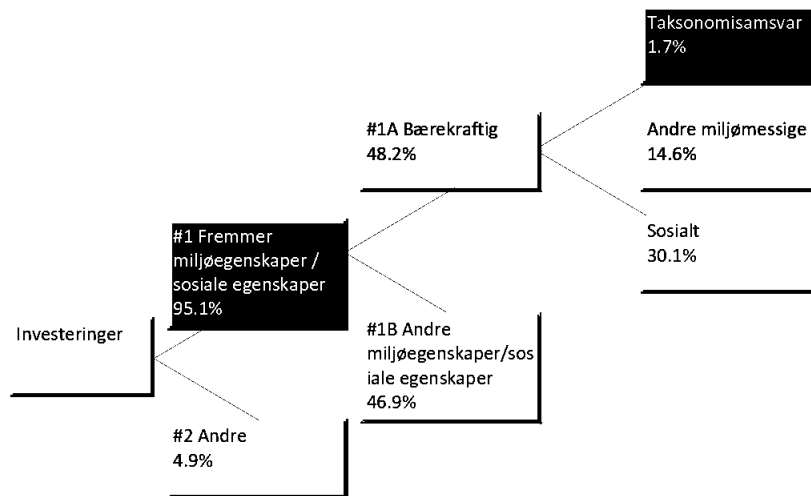 Taksonomisamsvar
1.7%
#1A Bærekraftig
48.2%
Andre miljømessige
14.6%
#1 Fremmer
miljøegenskaper /
sosiale egenskaper
95.1%
Sosialt
30.1%
Investeringer
#1B Andre
miljøegenskaper/sos
iale egenskaper
46.9%
#2 Andre
4.9%